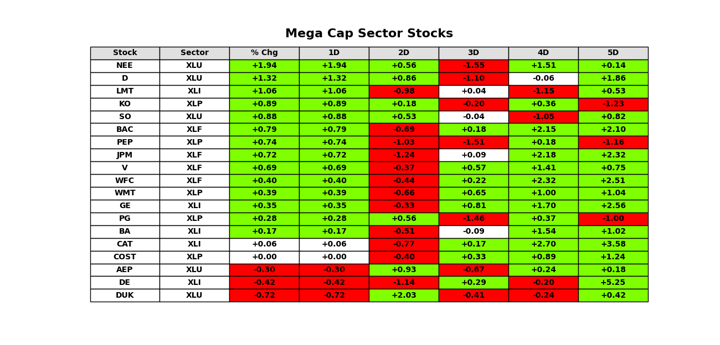 Mega Cap Sector Stocks
Stock Sector % Chg 1D 2D 3D 4D 5D
NEE XLU +1.94 +1.94 +0.56 -1.55 +1.51 +0.14
D XLU +1.32 +1.32 +0.86 -1.10 -0.06 +1.86
LMT XLI +1.06 +1.06 -0.98 +0.04 -1.15 +0.53
KO XLP +0.89 +0.89 +0.18 -0.20 +0.36 -1.23
SO XLU +0.88 +0.88 +0.53 -0.04 -1.05 +0.82
BAC XLF +0.79 +0.79 -0.69 +0.18 +2.15 +2.10
PEP XLP +0.74 +0.74 -1.03 -1.51 +0.18 -1.16
JPM XLF +0.72 +0.72 -1.24 +0.09 +2.18 +2.32
V XLF +0.69 +0.69 -0.37 +0.57 +1.41 +0.75
WFC XLF +0.40 +0.40 -0.44 +0.22 +2.32 +2.51
WMT XLP +0.39 +0.39 -0.66 +0.65 +1.00 +1.04
GE XLI +0.35 +0.35 -0.33 +0.81 +1.70 +2.56
PG XLP +0.28 +0.28 +0.56 -1.46 +0.37 -1.00
BA XLI +0.17 +0.17 -0.51 -0.09 +1.54 +1.02
CAT XLI +0.06 +0.06 -0.77 +0.17 +2.70 +3.58
COST XLP +0.00 +0.00 -0.40 +0.33 +0.89 +1.24
AEP XLU -0.30 -0.30 +0.93 -0.67 +0.24 +0.18
DE XLI -0.42 -0.42 -1.14 +0.29 -0.20 +5.25
DUK XLU -0.72 -0.72 +2.03 -0.41 -0.24 +0.42